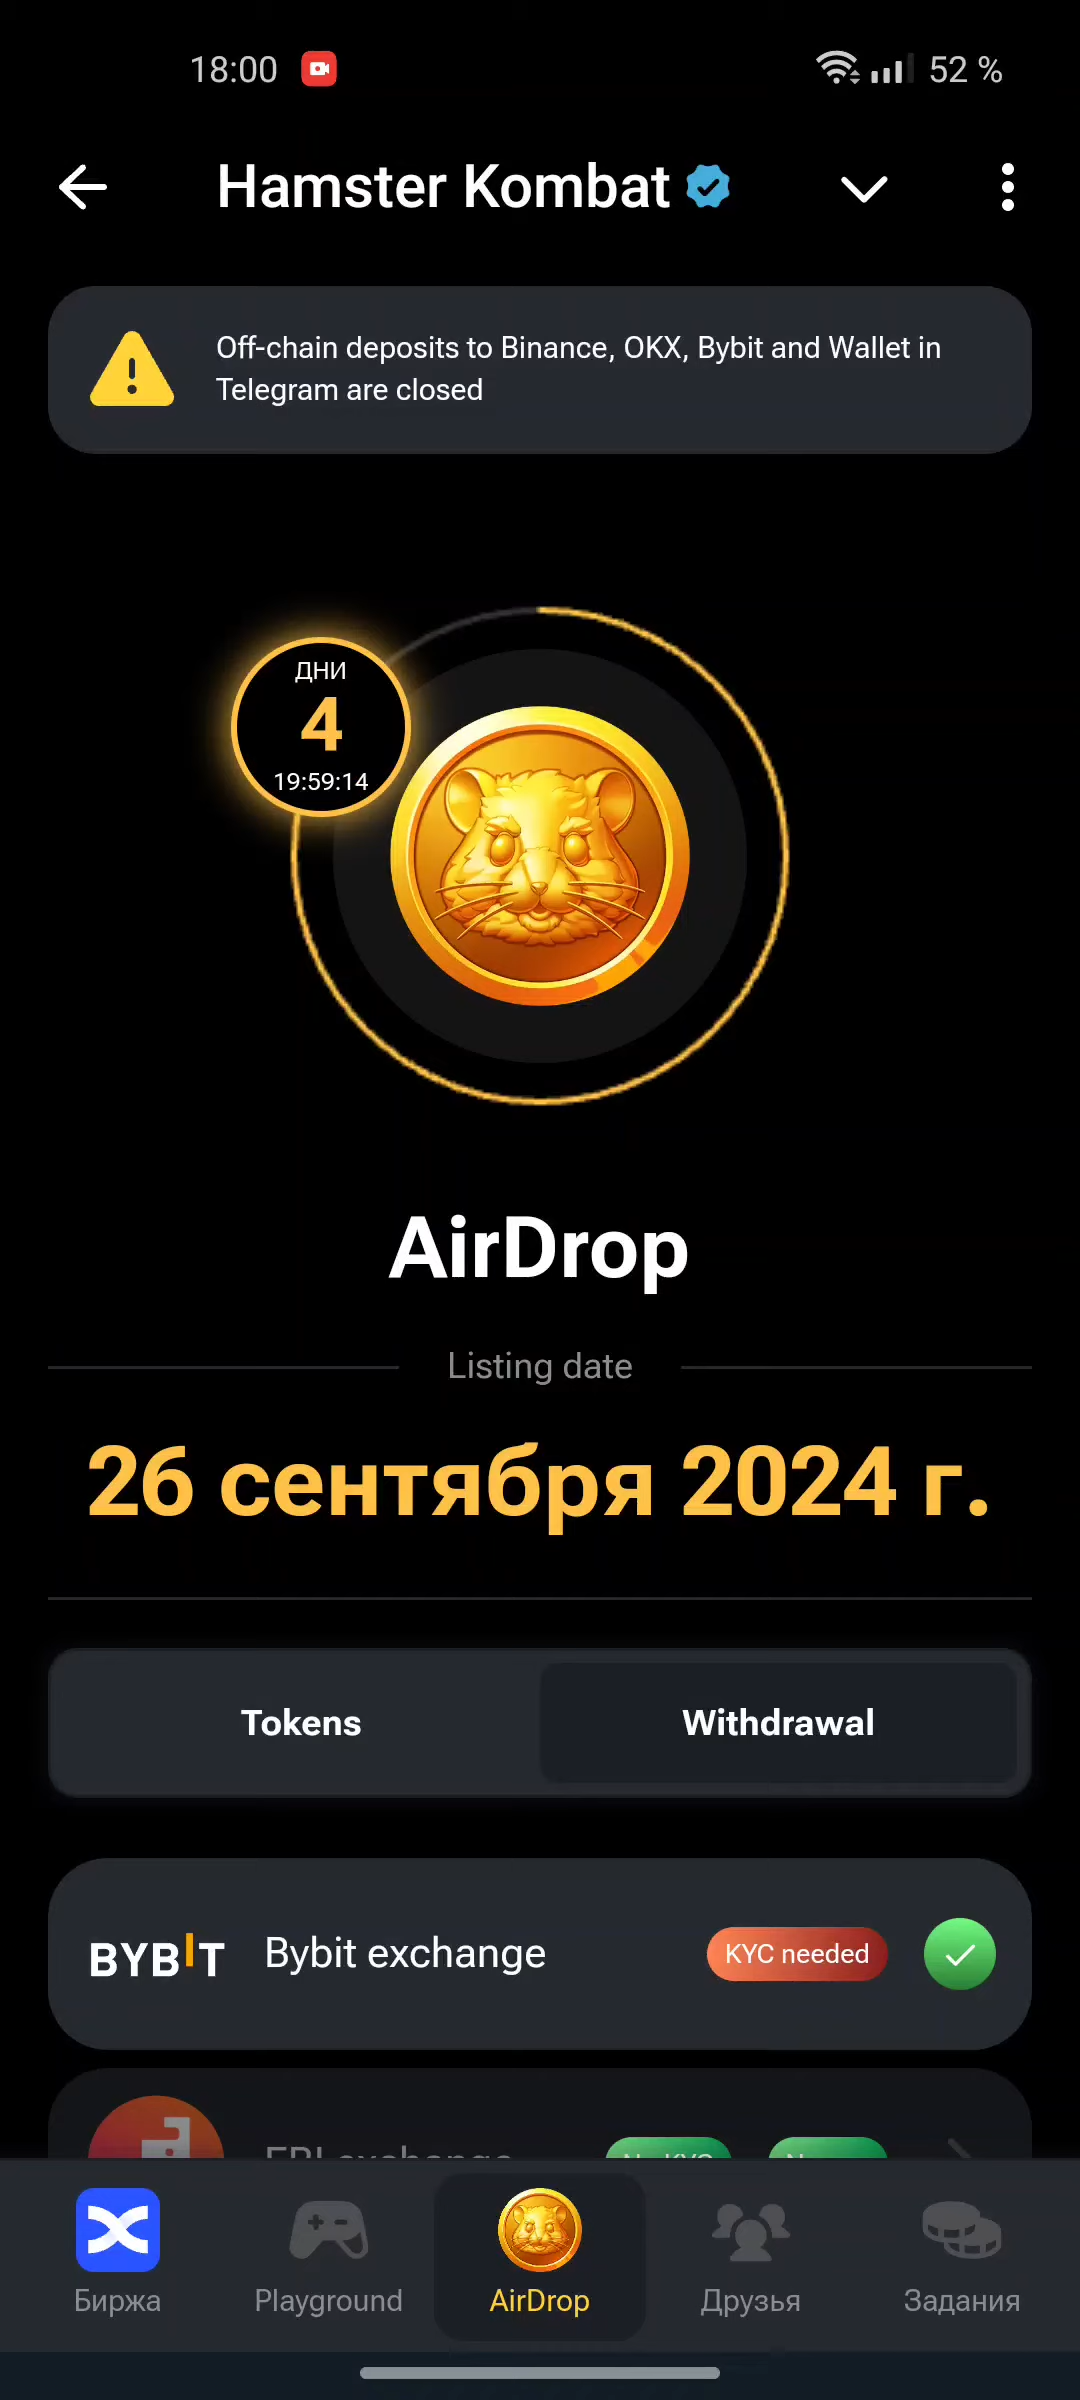 18:00
52 %
Hamster Kombat
Off-chain deposits to Binance, OKX, Bybit and Wallet in
Telegram are closed
ДНИ
4
19:59:14
AirDrop
Listing date
26 сентября 2024 г.
Tokens
Withdrawal
BYBIT
Bybit exchange
KYC needed
exchange
Биржа
Playground
AirDrop
Друзья
Задания